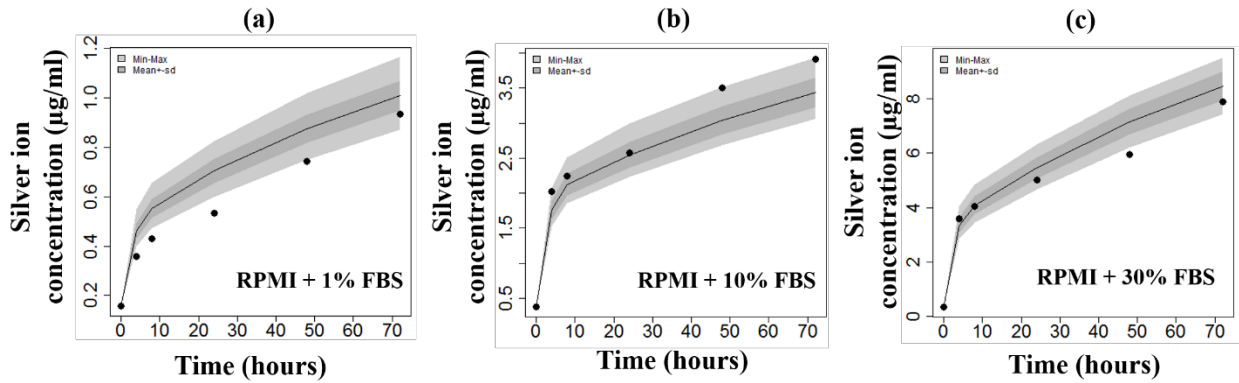 (a)
Silver ion
concentration (µg/ml)
1.2
1.0
0.8
0.6
0.4
0.2
Min-Max
Mean+-sd
RPMI + 1% FBS
0 10 20 30 40 50 60 70
Time (hours)
(b)
Silver ion
concentration (µg/ml)
3.5
2.5
1.5
0.5
Min-Max
Mean+-sd
RPMI + 10% FBS
0 10 20 30 40 50 60 70
Time (hours)
(c)
Silver ion
concentration (µg/ml)
8
6
4
2
0
Min-Max
Mean+-sd
RPMI + 30% FBS
0 10 20 30 40 50 60 70
Time (hours)